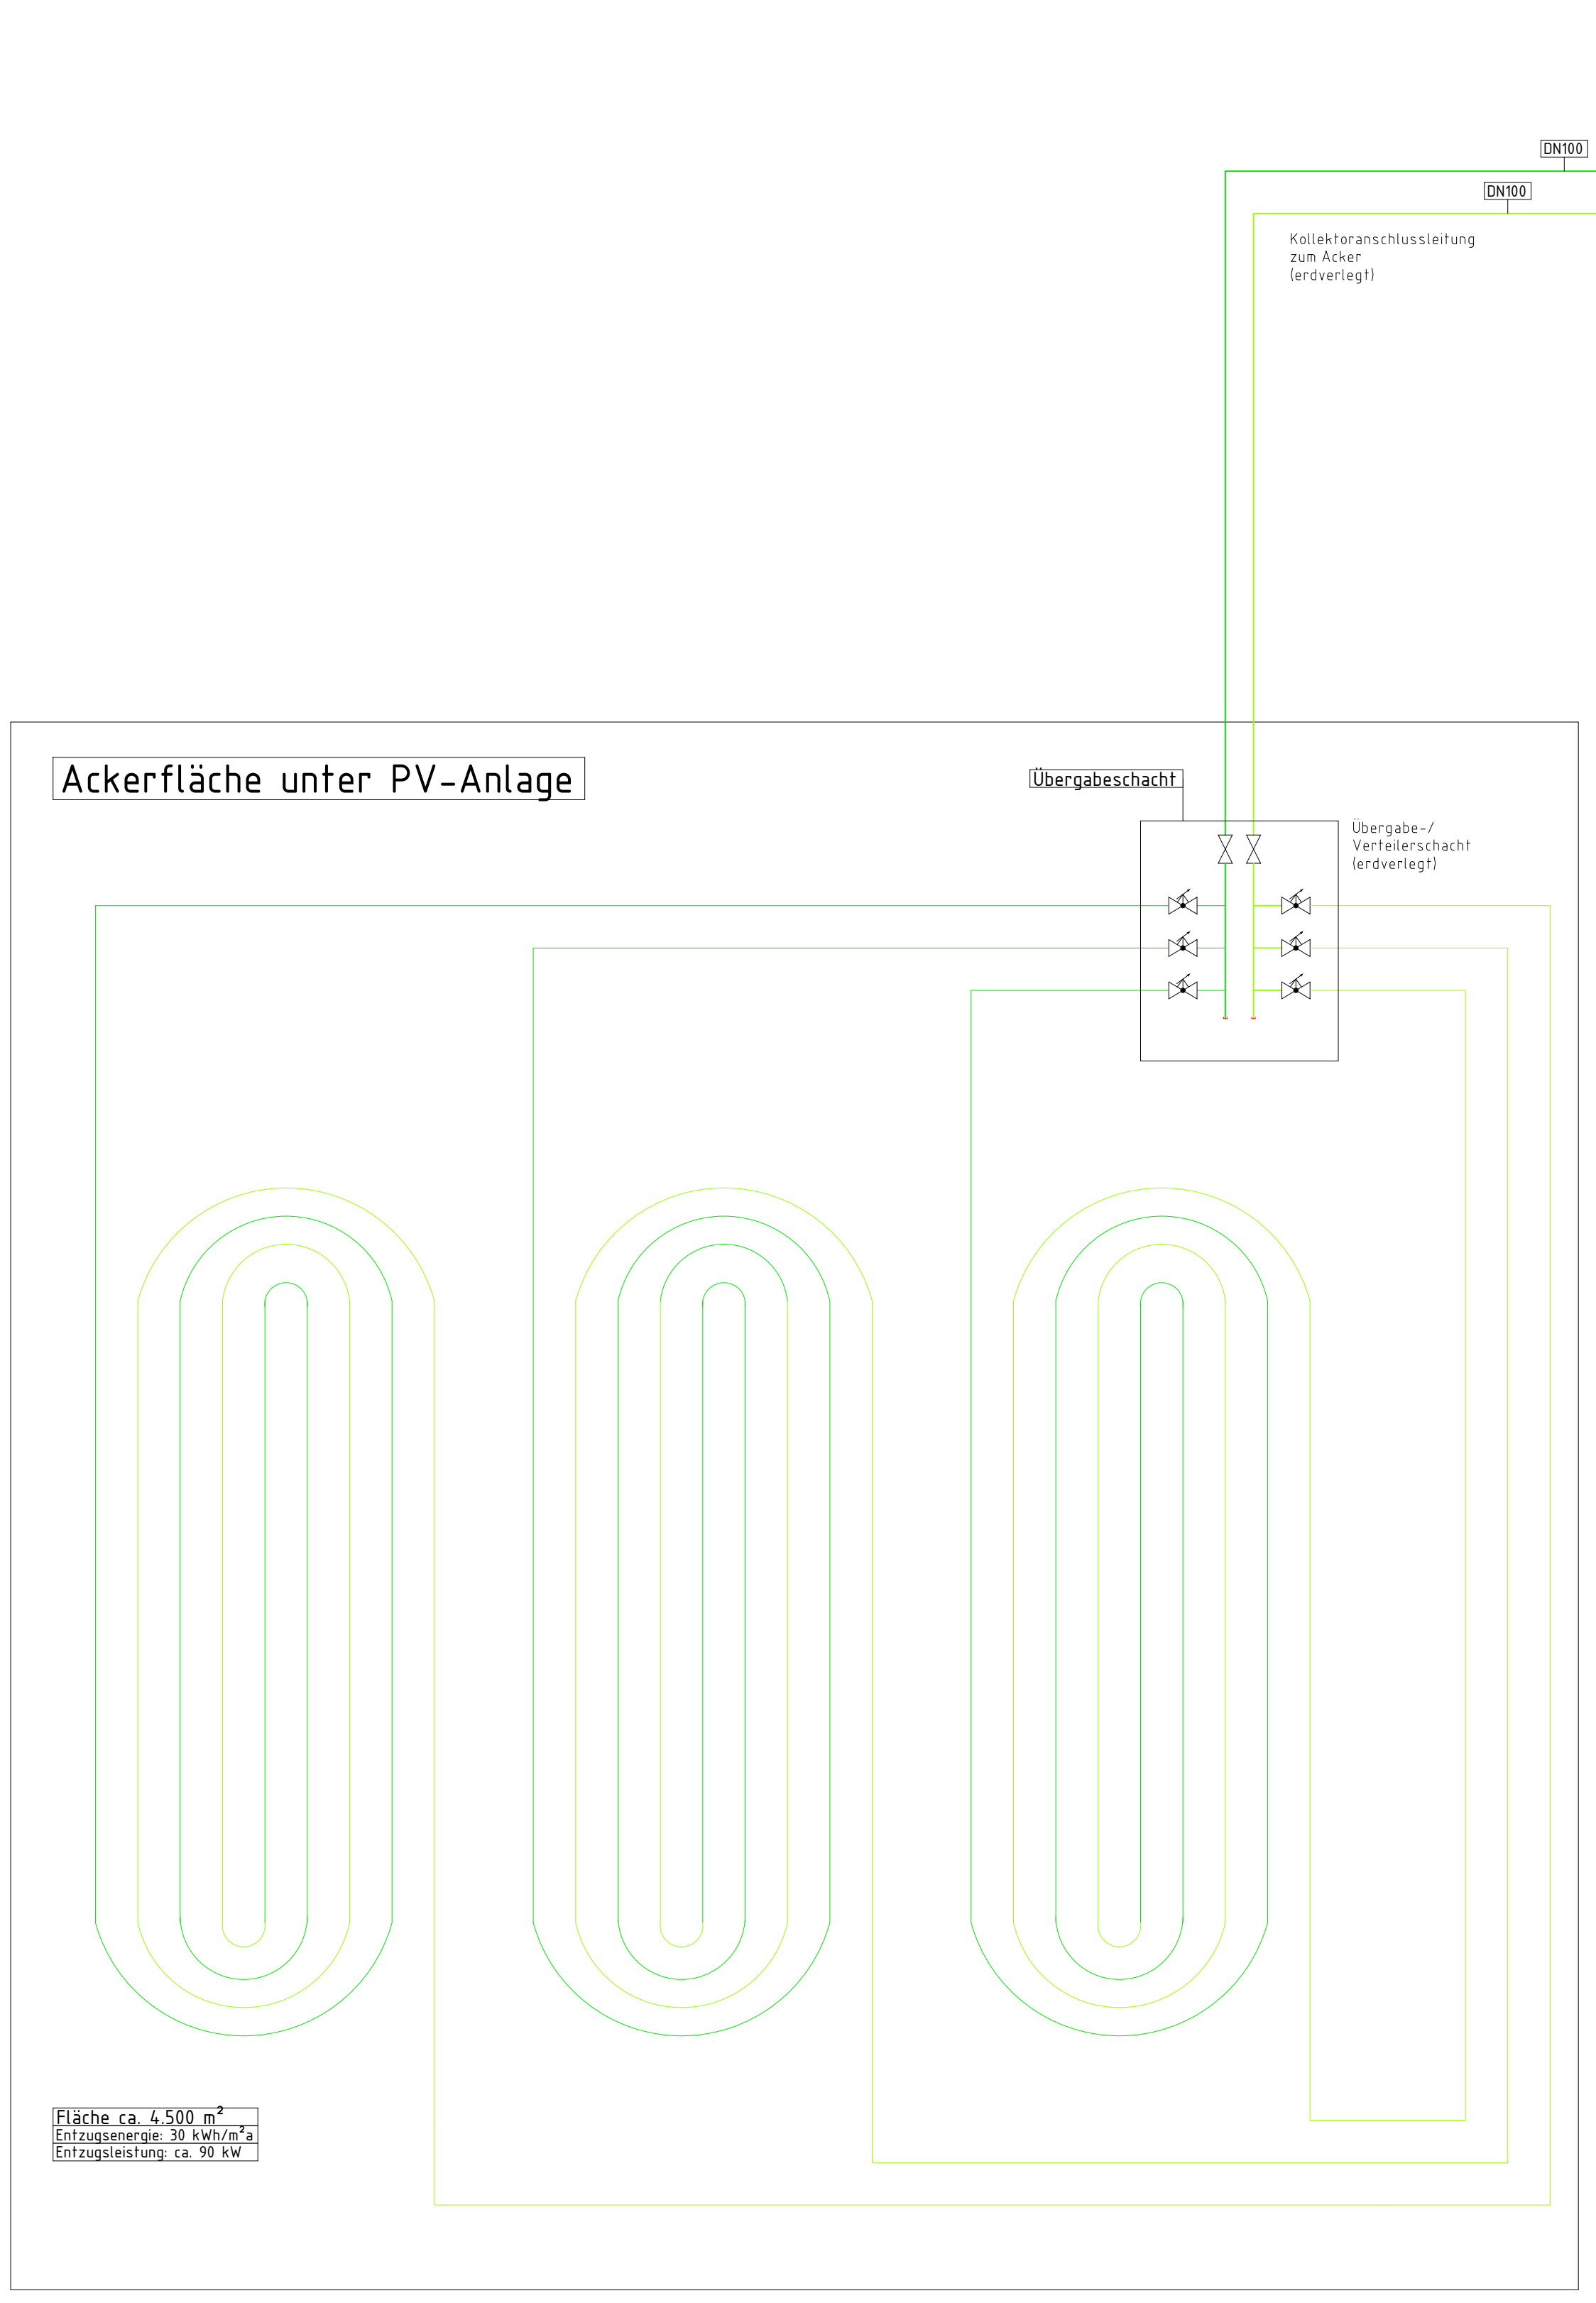 DN100
DN100
Kollektoranschlussleitung
zum Acker
(erdverlegt)
Ackerfläche unter PV-Anlage
Übergabeschacht
Übergabe-/
Verteilerschacht
(erdverlegt)
Fläche ca. 4.500 m²
Entzugsenergie: 30 kWh/m²a
Entzugsleistung: ca. 90 kW